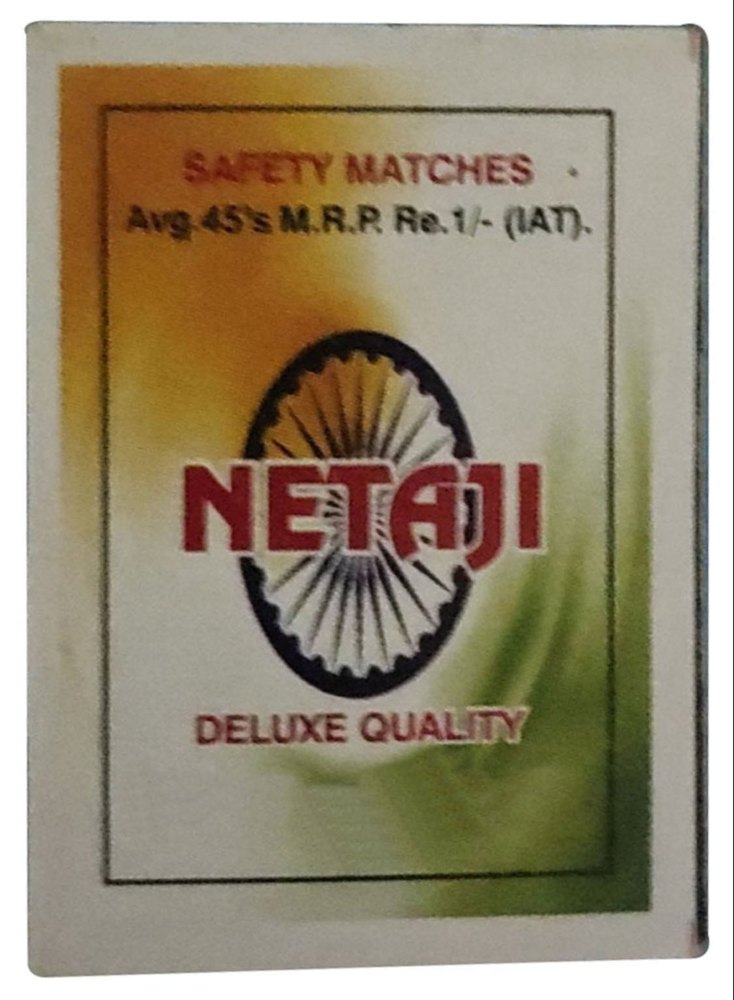 SAFETY MATCHES
Avg.45's M.R.P. Re.1/- (IAT).
NETAJI
DELUXE QUALITY